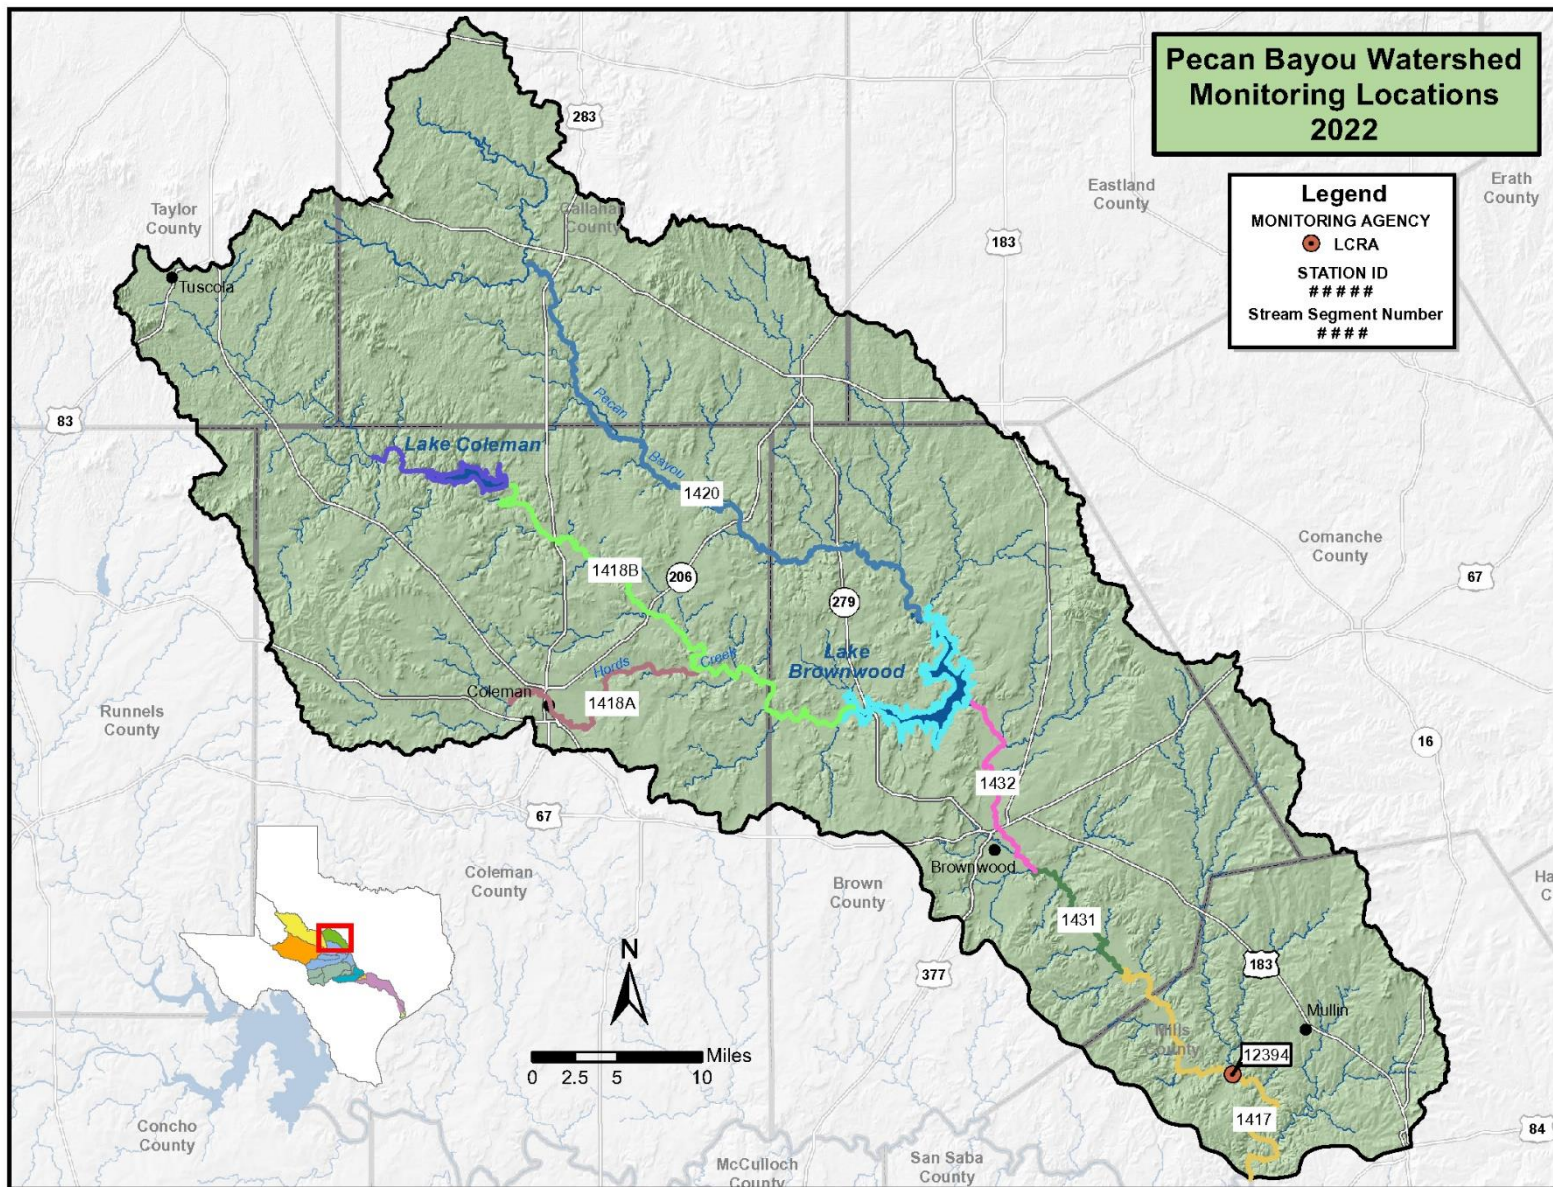 Pecan Bayou Watershed
Monitoring Locations
2022
Legend
MONITORING AGENCY
LCRA
STATION ID
#####
Stream Segment Number
####
283
Eastland
County
Erath
County
Taylor
County
Callahan
County
183
Tuscola
83
Pecan
Lake Coleman
Bayou
1420
Comanche
County
1418B
206
67
279
Lake
Brownwood
Hords
Creek
Coleman
1418A
Runnels
County
16
1432
67
Brownwood
Coleman
County
Brown
County
Ha
C
1431
N
377
183
Mullin
Mills
County
12394
Miles
0
2.5
5
10
1417
Concho
County
84
McCulloch
County
San Saba
County